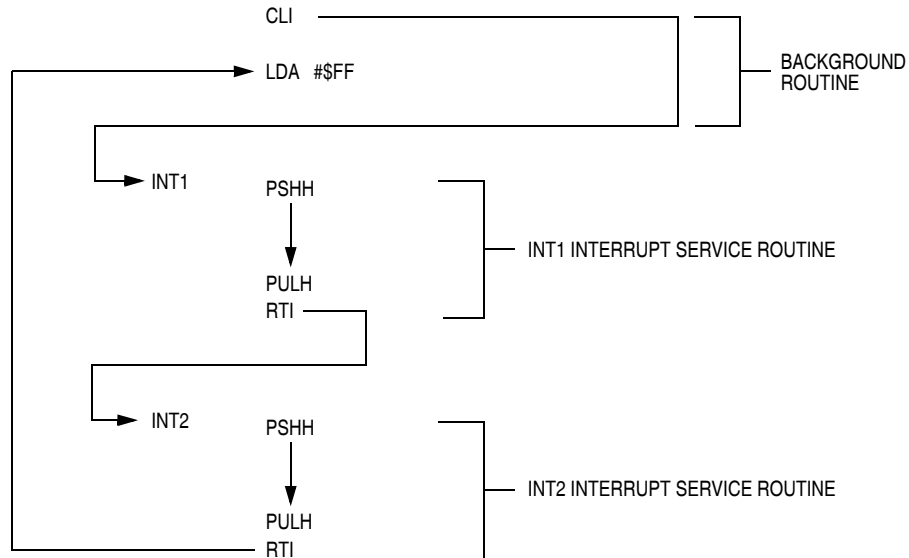 CLI
LDA #$FF
BACKGROUND
ROUTINE
INT1
PSHH
INT1 INTERRUPT SERVICE ROUTINE
PULH
RTI
INT2
PSHH
INT2 INTERRUPT SERVICE ROUTINE
PULH
RTI